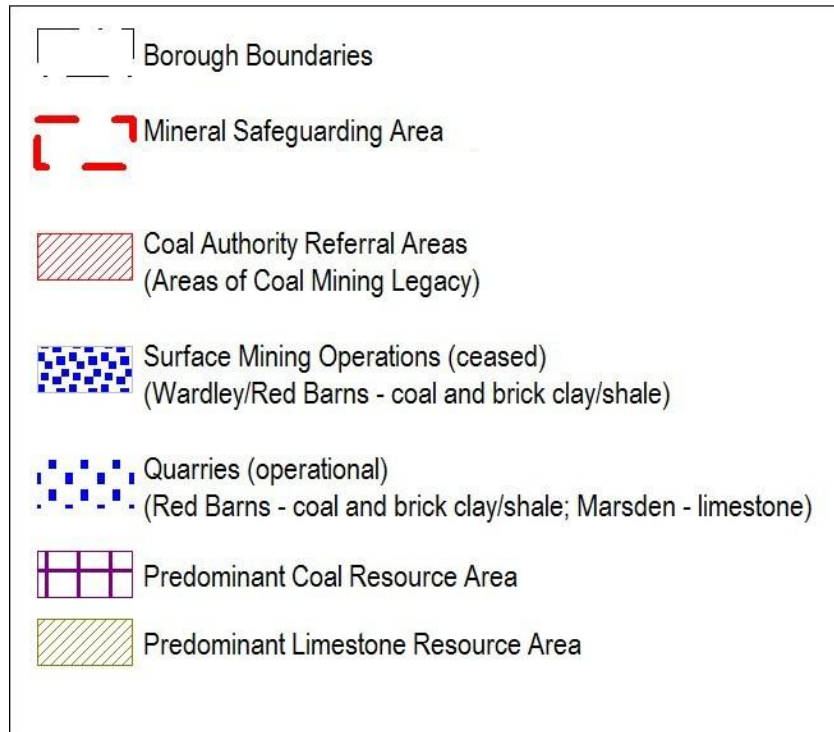 Borough Boundaries
Mineral Safeguarding Area
Coal Authority Referral Areas
(Areas of Coal Mining Legacy)
Surface Mining Operations (ceased)
(Wardley/Red Barns - coal and brick clay/shale)
Quarries (operational)
(Red Barns - coal and brick clay/shale; Marsden - limestone)
Predominant Coal Resource Area
Predominant Limestone Resource Area